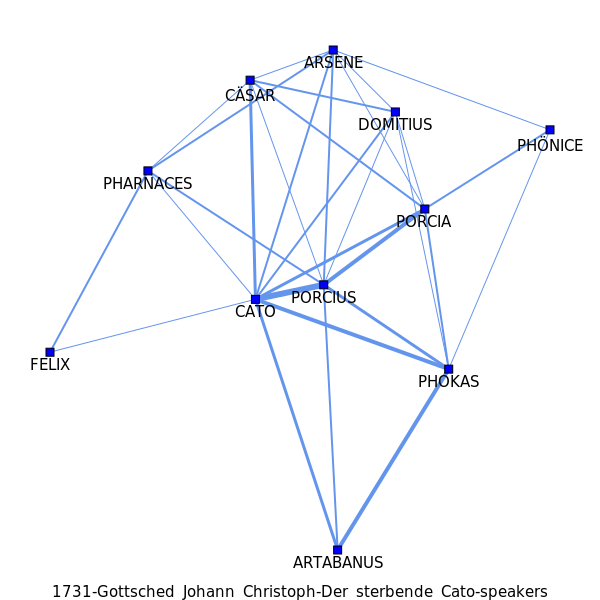 ARSENE
CÄSAR
DOMITIUS
PHÖNICE
PHARNACES
PORCIA
PORCIUS
CATO
FELIX
PHOKAS
ARTABANUS
1731-Gottsched Johann Christoph-Der sterbende Cato-speakers